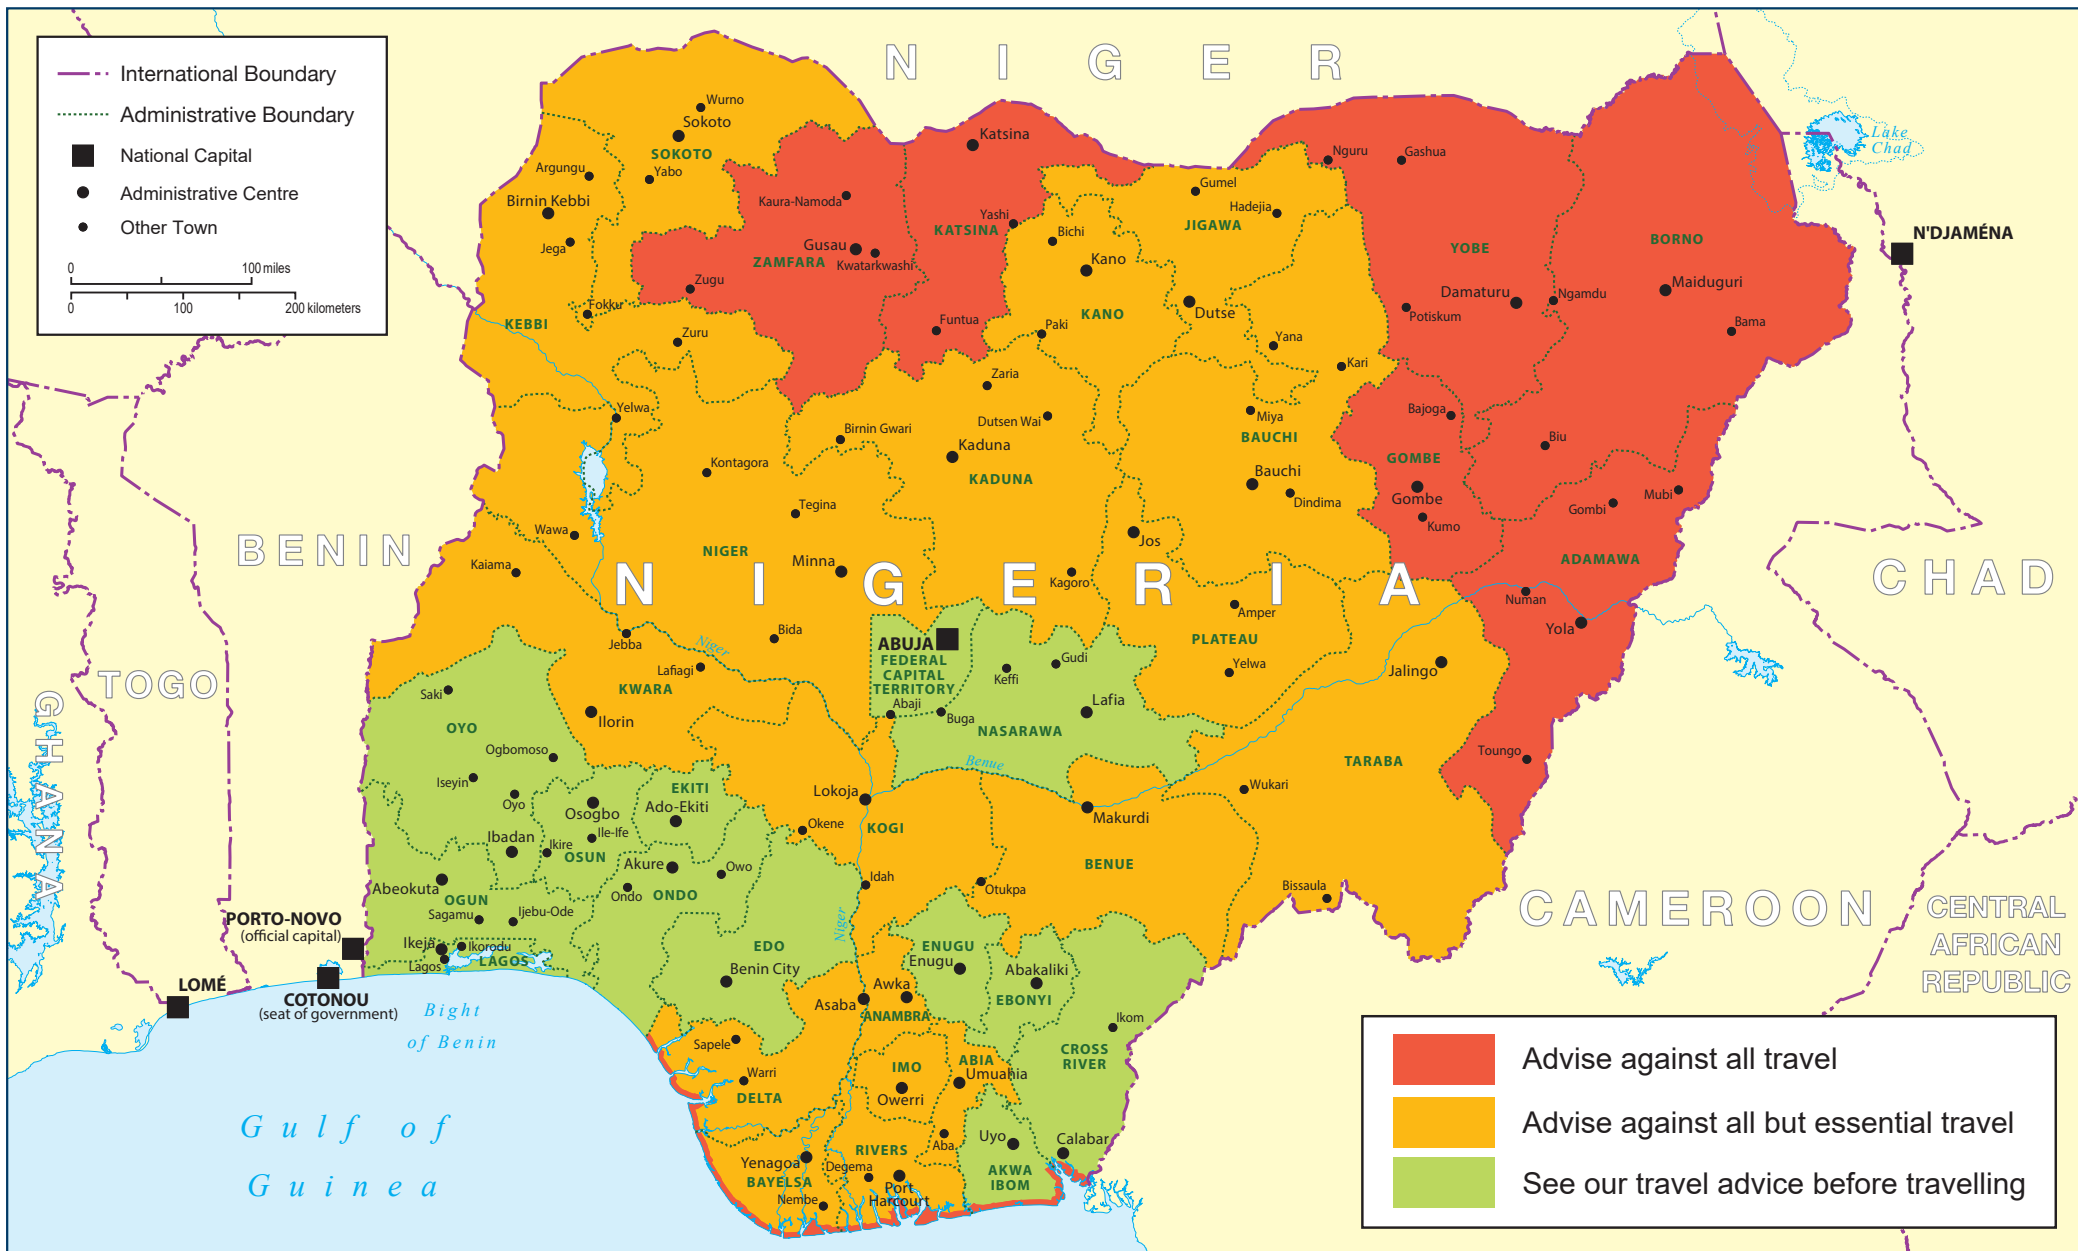 International Boundary
Administrative Boundary
National Capital
Administrative Centre
Other Town
0
100 miles
0
100
200 kilometers
N I G E R
Wurno
Sokoto
SOKOTO
Argungu
Yabo
Birnin Kebbi
Jega
Tokku
KEBBI
Zuru
Katsina
Kaura-Namoda
Yashi
KATSINA
Gusau
Kwatarkwashi
ZAMFARA
Zugu
Funtua
Bichi
Kano
KANO
Paki
Gumel
Hadejia
JIGAWA
Dutse
Yana
Kari
Nguru
Gashua
YOBE
Damaturu
Potiskum
Ngamdu
BORNO
Maiduguri
Bama
Lake
Chad
N'DJAMÉNA
Zaria
Dutsen Wai
Birnin Gwari
Kaduna
KADUNA
Yelwa
Kontagora
Tegina
Miya
BAUCHI
Bauchi
Dindima
Bajoga
GOMBE
Gombe
Kumo
Biu
Gombi
Mubi
ADAMAWA
Wawa
Kaiama
NIGER
Minna
Jos
Kagoro
BENIN
NIGERIA
CHAD
Numan
Yola
Amper
PLATEAU
Yelwa
Jebba
Niger
Bida
Lafiagi
KWARA
Ilorin
ABUJA
FEDERAL
CAPITAL
TERRITORY
Abaji
Buga
Keffi
Gudi
Lafia
NASARAWA
Jalingo
TOGO
GHANA
Saki
OYO
Ogbomoso
Iseyin
Oyo
Toungo
TARABA
Benue
Wukari
Lokoja
KOGI
Okene
Makurdi
BENUE
EKITI
Ado-Ekiti
Osogbo
Ile-Ife
Ibadan
Ikire
OSUN
Akure
Owo
Ondo
ONDO
Idah
Otukpa
Bissaula
Abeokuta
OGUN
Sagamu
Ijebu-Ode
CAMEROON
CENTRAL
AFRICAN
REPUBLIC
PORTO-NOVO
(official capital)
Ikeja
Ikorodu
Lagos
LAGOS
EDO
Benin City
Niger
ENUGU
Enugu
Abakaliki
EBONYI
LOMÉ
COTONOU
(seat of government)
Bight
of Benin
Asaba
Awka
ANAMBRA
Ikom
CROSS
RIVER
Sapele
Warri
DELTA
IMO
Owerri
ABIA
Umuahia
Gulf of
Guinea
Yenagoa
BAYELSA
Nembe
RIVERS
Degema
Port
Harcourt
Aba
Uyo
AKWA
IBOM
Calabar
Advise against all travel
Advise against all but essential travel
See our travel advice before travelling